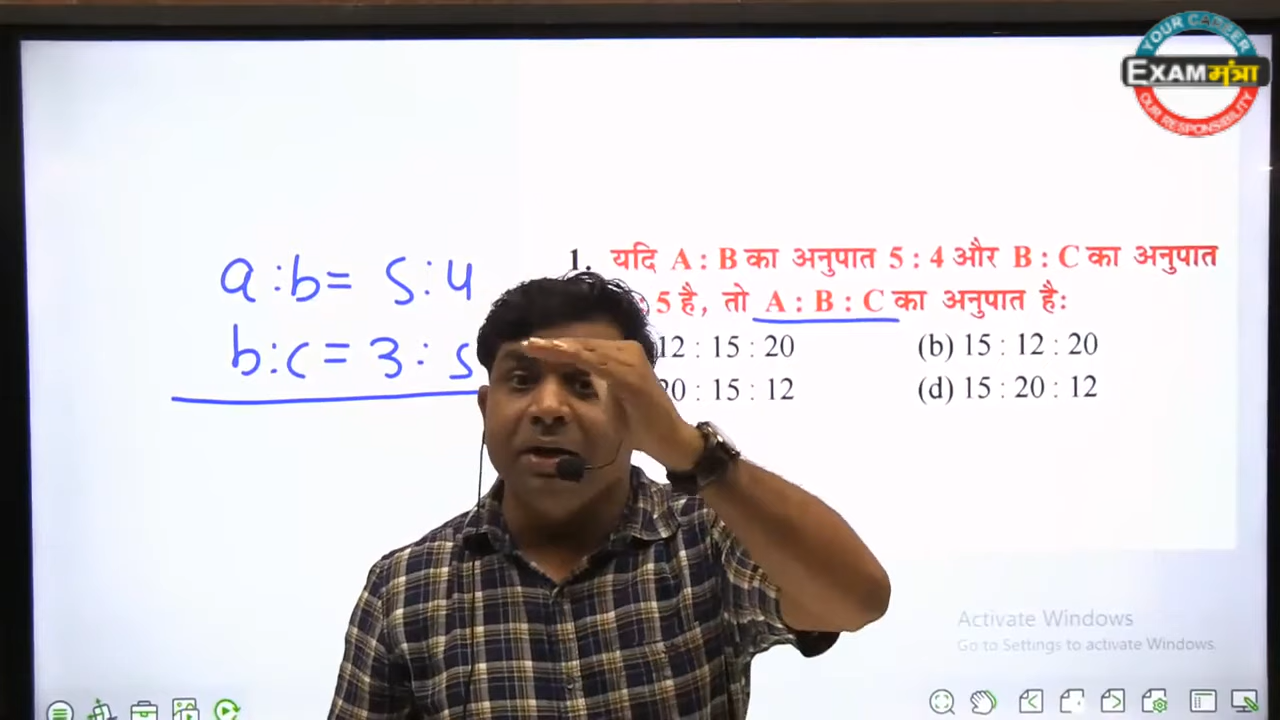 YOUR CAREER
EXAMमंत्रा
OUR RESPONSIBILITY
a:b= 5:4
b:c= 3:5
1. यदि A : B का अनुपात 5 : 4 और B : C का अनुपात
: 5 है, तो A : B : C का अनुपात है:
12 : 15 : 20 (b) 15 : 12 : 20
20 : 15 : 12 (d) 15 : 20 : 12
Activate Windows
Go to Settings to activate Windows.